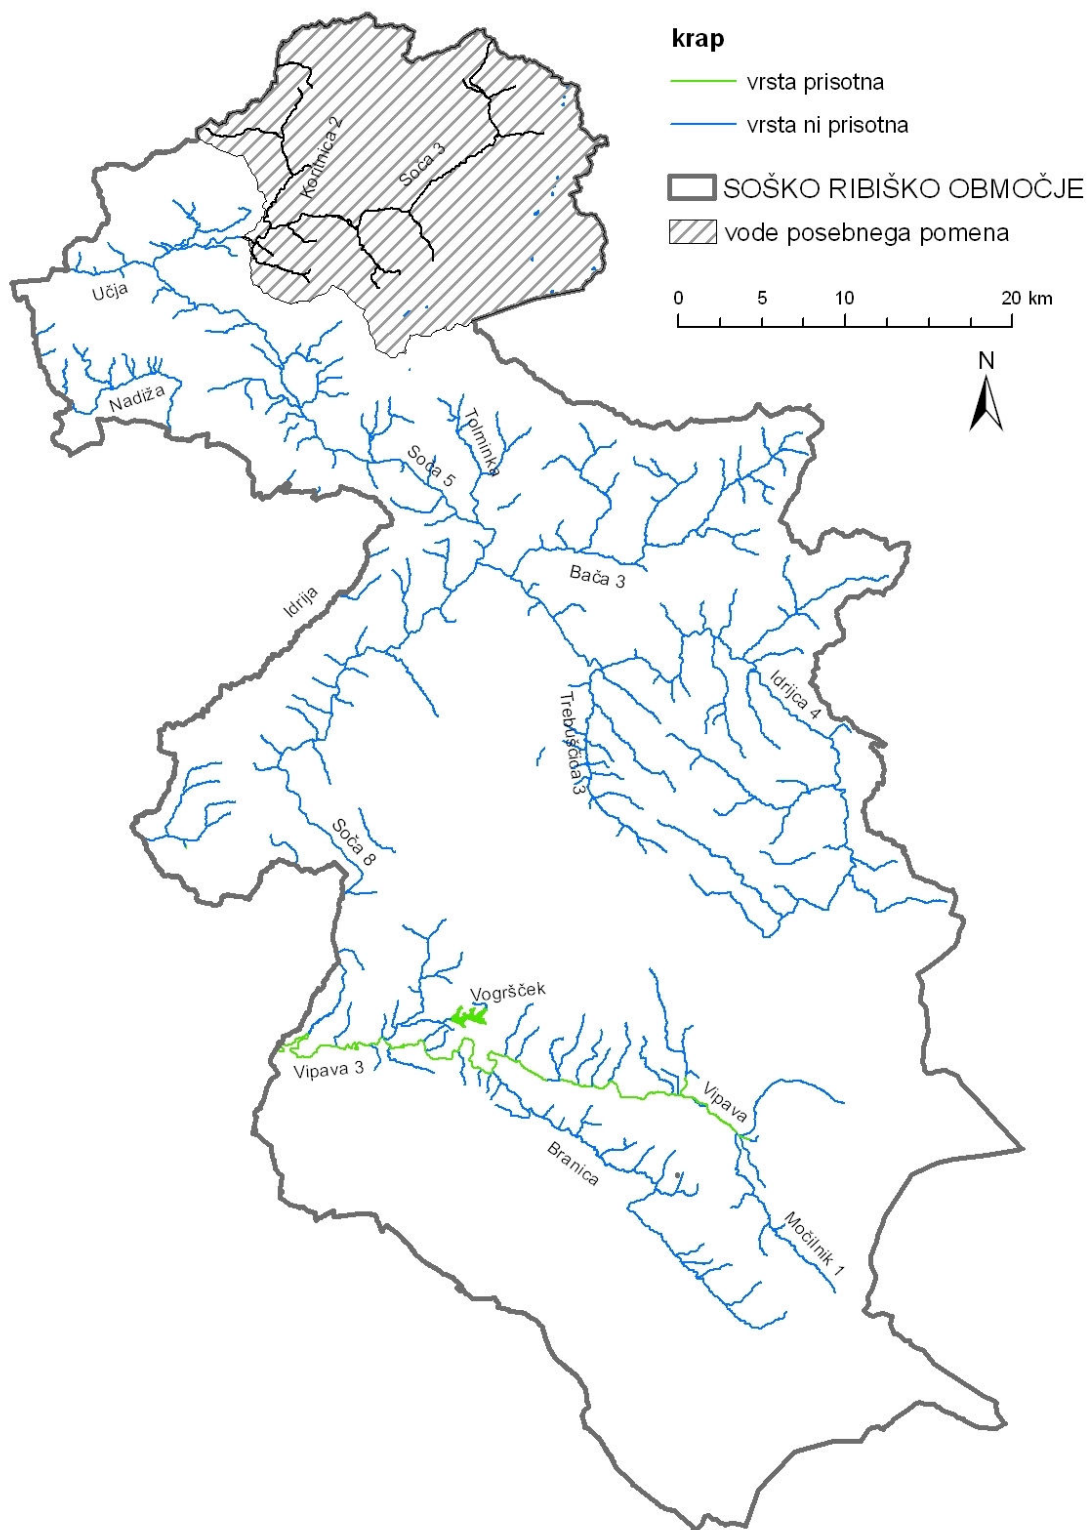 krap
vrsta prisotna
vrsta ni prisotna
SOŠKO RIBIŠKO OBMOČJE
vode posebnega pomena
0 5 10 20 km
N
Koritnica 2
Soča 3
Učja
Nadiža
Tolminka
Soča 5
Bača 3
Idrija
Idrijca 4
Trebuščica 3
Soča 8
Vogršček
Vipava 3
Vipava
Branica
Močilnik 1